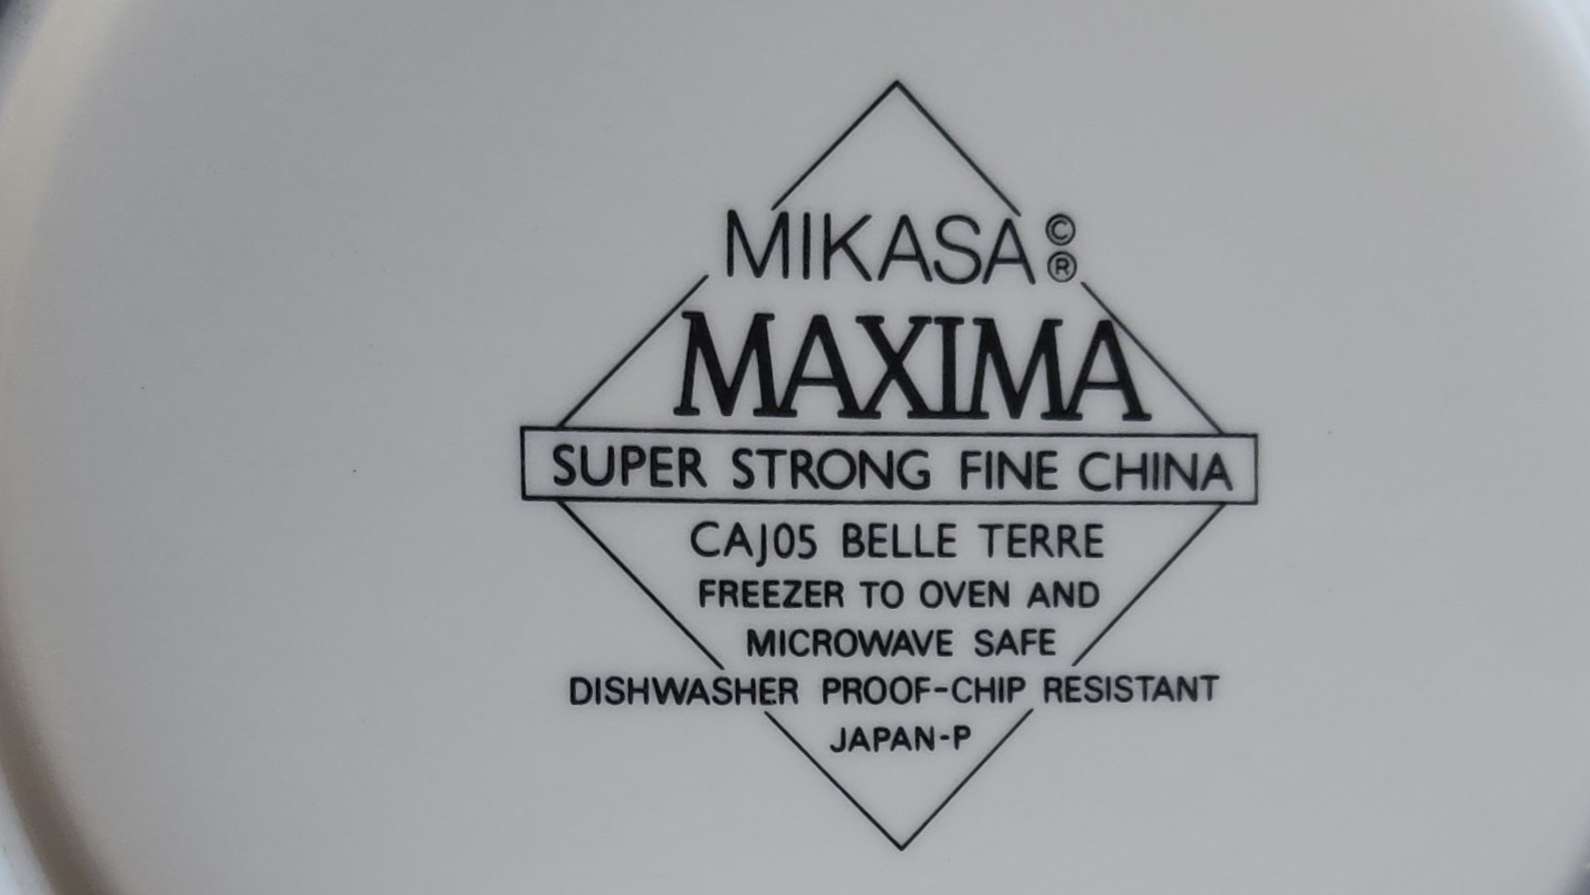 MIKASA ©
®
MAXIMA
SUPER STRONG FINE CHINA
CAJ05 BELLE TERRE
FREEZER TO OVEN AND
MICROWAVE SAFE
DISHWASHER PROOF-CHIP RESISTANT
JAPAN-P